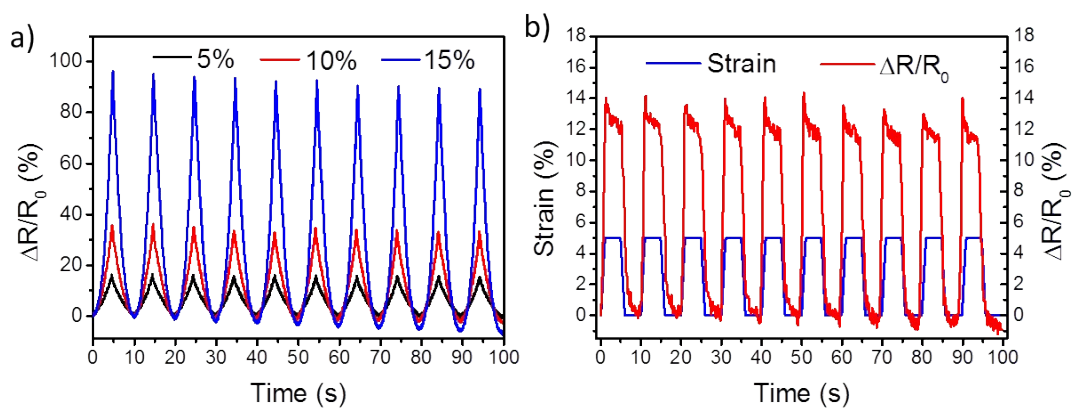 a)
5% 10% 15%
100
80
60
40
20
0
ΔR/R₀ (%)
0 10 20 30 40 50 60 70 80 90 100
Time (s)
b)
Strain ΔR/R₀
18 18
16 16
14 14
12 12
10 10
8 8
6 6
4 4
2 2
0 0
Strain (%)
ΔR/R₀ (%)
0 10 20 30 40 50 60 70 80 90 100
Time (s)